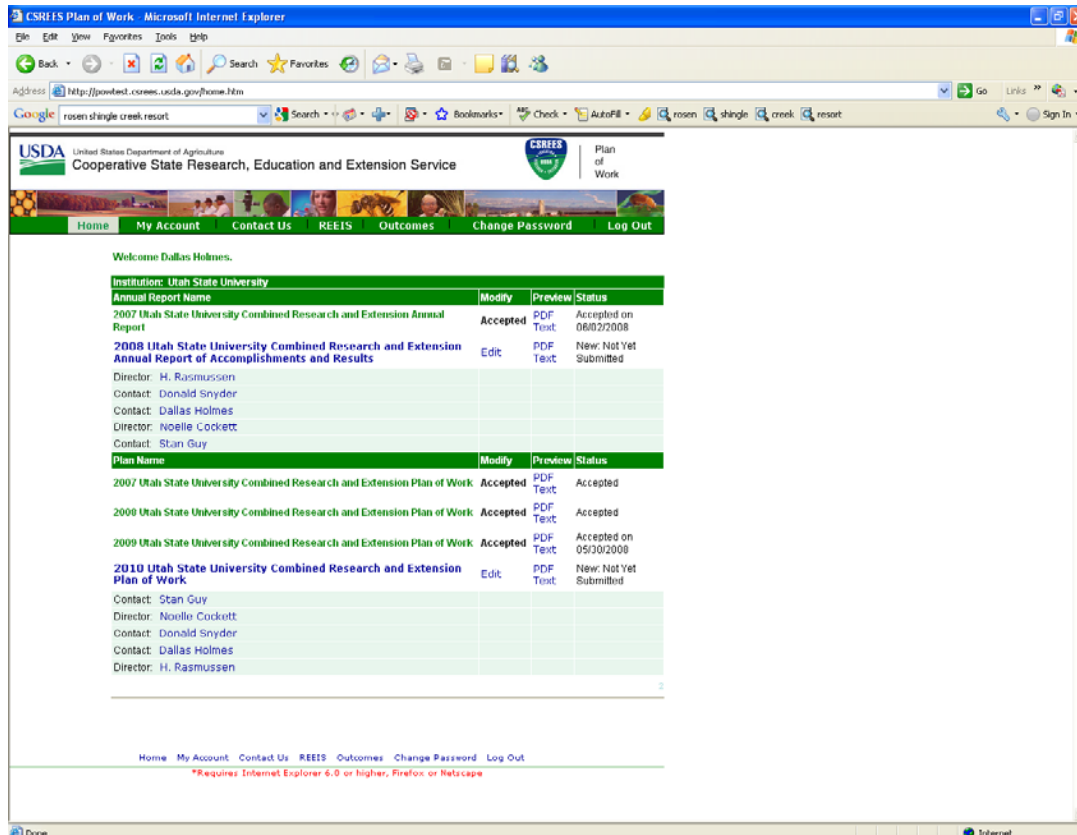 CSREES Plan of Work - Microsoft Internet Explorer
File Edit View Favorites Tools Help
Back Search Favorites
Address http://powtest.csrees.usda.gov/home.htm Go Links »
Google rosen shingle creek resort Search Bookmarks Check AutoFill rosen shingle creek resort Sign In
USDA United States Department of Agriculture
Cooperative State Research, Education and Extension Service
CSREES
Plan
of
Work
Home My Account Contact Us REEIS Outcomes Change Password Log Out
Welcome Dallas Holmes.
Institution: Utah State University
Annual Report Name Modify Preview Status
2007 Utah State University Combined Research and Extension Annual Report Accepted PDF Text Accepted on 06/02/2008
2008 Utah State University Combined Research and Extension Annual Report of Accomplishments and Results Edit PDF Text New: Not Yet Submitted
Director: H. Rasmussen
Contact: Donald Snyder
Contact: Dallas Holmes
Director: Noelle Cockett
Contact: Stan Guy
Plan Name Modify Preview Status
2007 Utah State University Combined Research and Extension Plan of Work Accepted PDF Text Accepted
2008 Utah State University Combined Research and Extension Plan of Work Accepted PDF Text Accepted
2009 Utah State University Combined Research and Extension Plan of Work Accepted PDF Text Accepted on 05/30/2008
2010 Utah State University Combined Research and Extension Plan of Work Edit PDF Text New: Not Yet Submitted
Contact: Stan Guy
Director: Noelle Cockett
Contact: Donald Snyder
Contact: Dallas Holmes
Director: H. Rasmussen
2
Home My Account Contact Us REEIS Outcomes Change Password Log Out
*Requires Internet Explorer 6.0 or higher, Firefox or Netscape
Done Internet